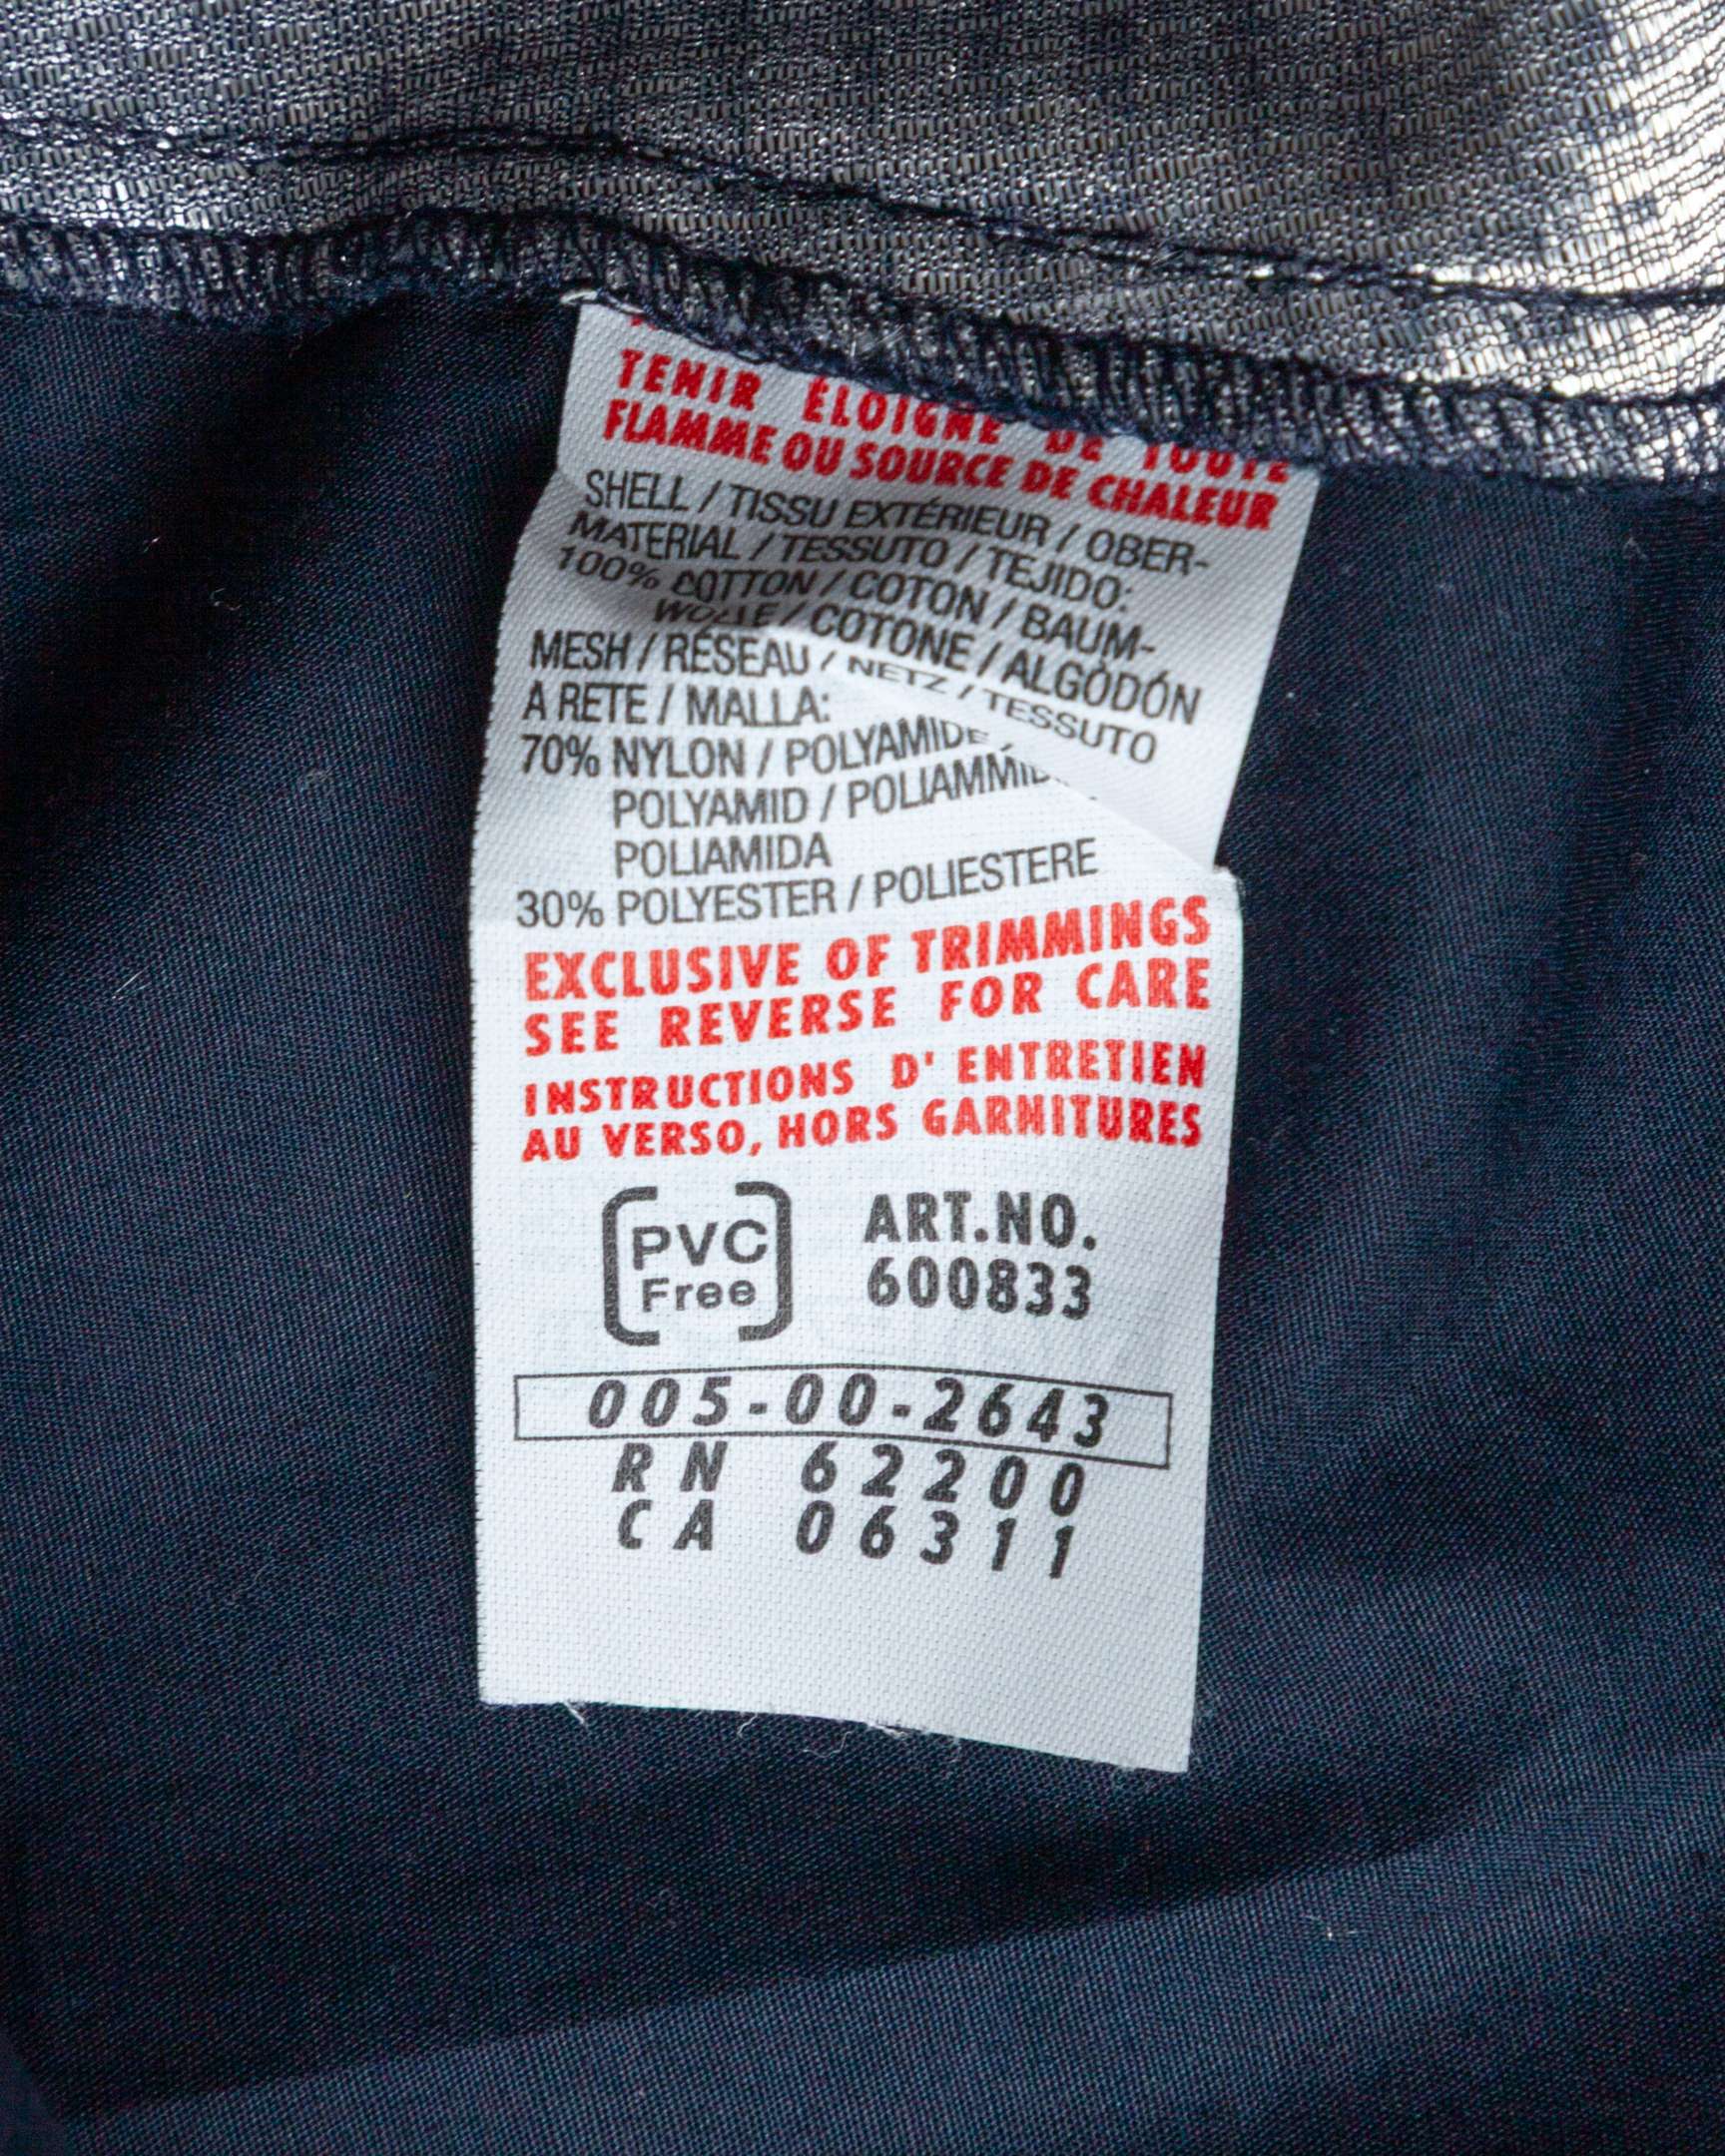 TENIR ÉLOIGNE DE TOUTE
FLAMME OU SOURCE DE CHALEUR
SHELL / TISSU EXTÉRIEUR / OBER-
MATERIAL / TESSUTO / TEJIDO:
100% COTTON / COTON / BAUM-
WOLLE / COTONE / ALGODÓN
MESH / RÉSEAU / NETZ / TESSUTO
A RETE / MALLA:
70% NYLON / POLYAMIDE /
POLYAMID / POLIAMMID
POLIAMIDA
30% POLYESTER / POLIESTERE
EXCLUSIVE OF TRIMMINGS
SEE REVERSE FOR CARE
INSTRUCTIONS D' ENTRETIEN
AU VERSO, HORS GARNITURES
PVC
Free
ART.NO.
600833
005-00-2643
RN 62200
CA 06311